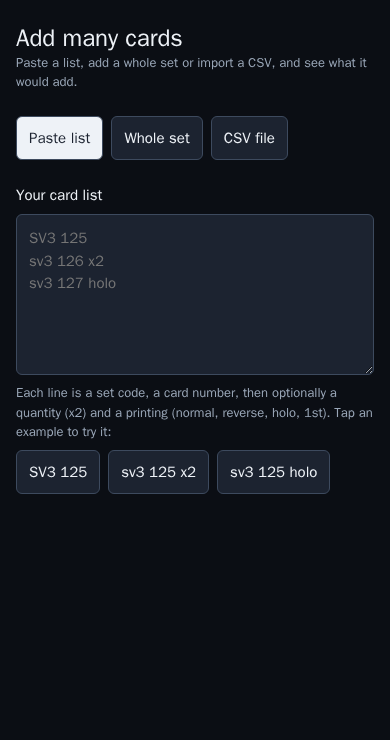 Add many cards
Paste a list, add a whole set or import a CSV, and see what it
would add.
Paste list
Whole set
CSV file
Your card list
SV3 125
sv3 126 x2
sv3 127 holo
Each line is a set code, a card number, then optionally a
quantity (x2) and a printing (normal, reverse, holo, 1st). Tap an
example to try it:
SV3 125
sv3 125 x2
sv3 125 holo